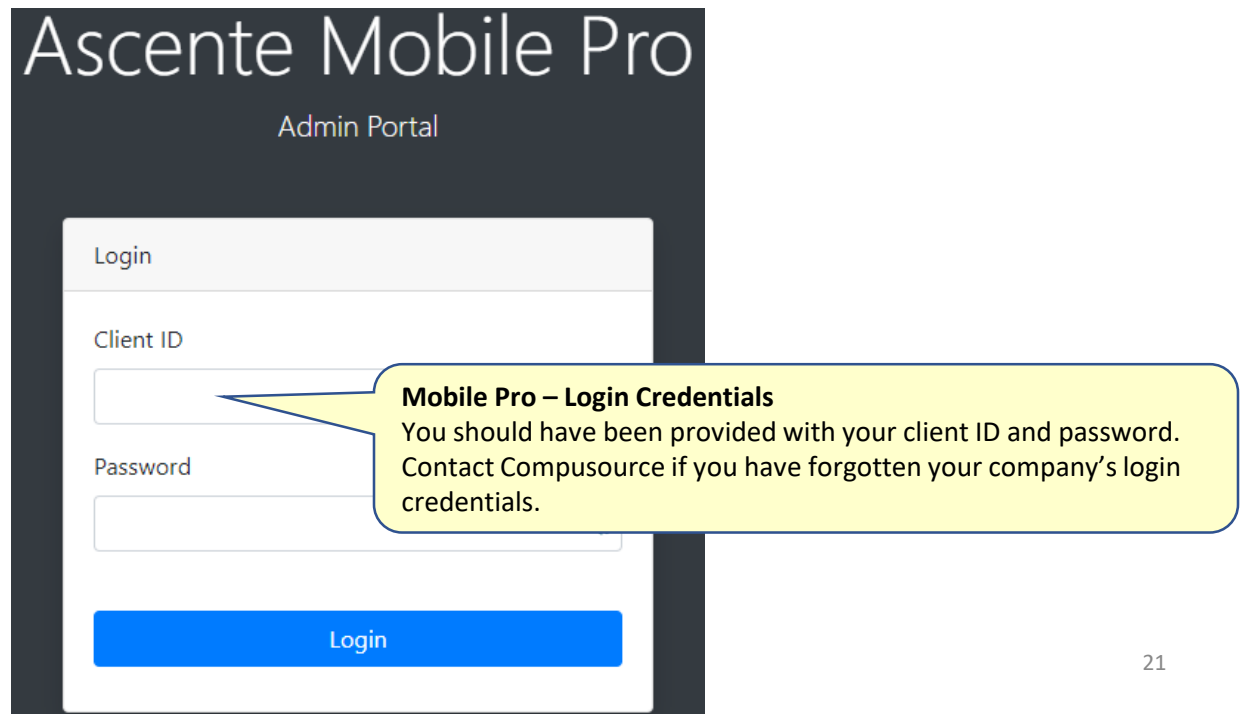 Ascente Mobile Pro
Admin Portal
Login
Client ID
Mobile Pro – Login Credentials
You should have been provided with your client ID and password.
Contact Compusource if you have forgotten your company’s login
credentials.
Password
Login
21